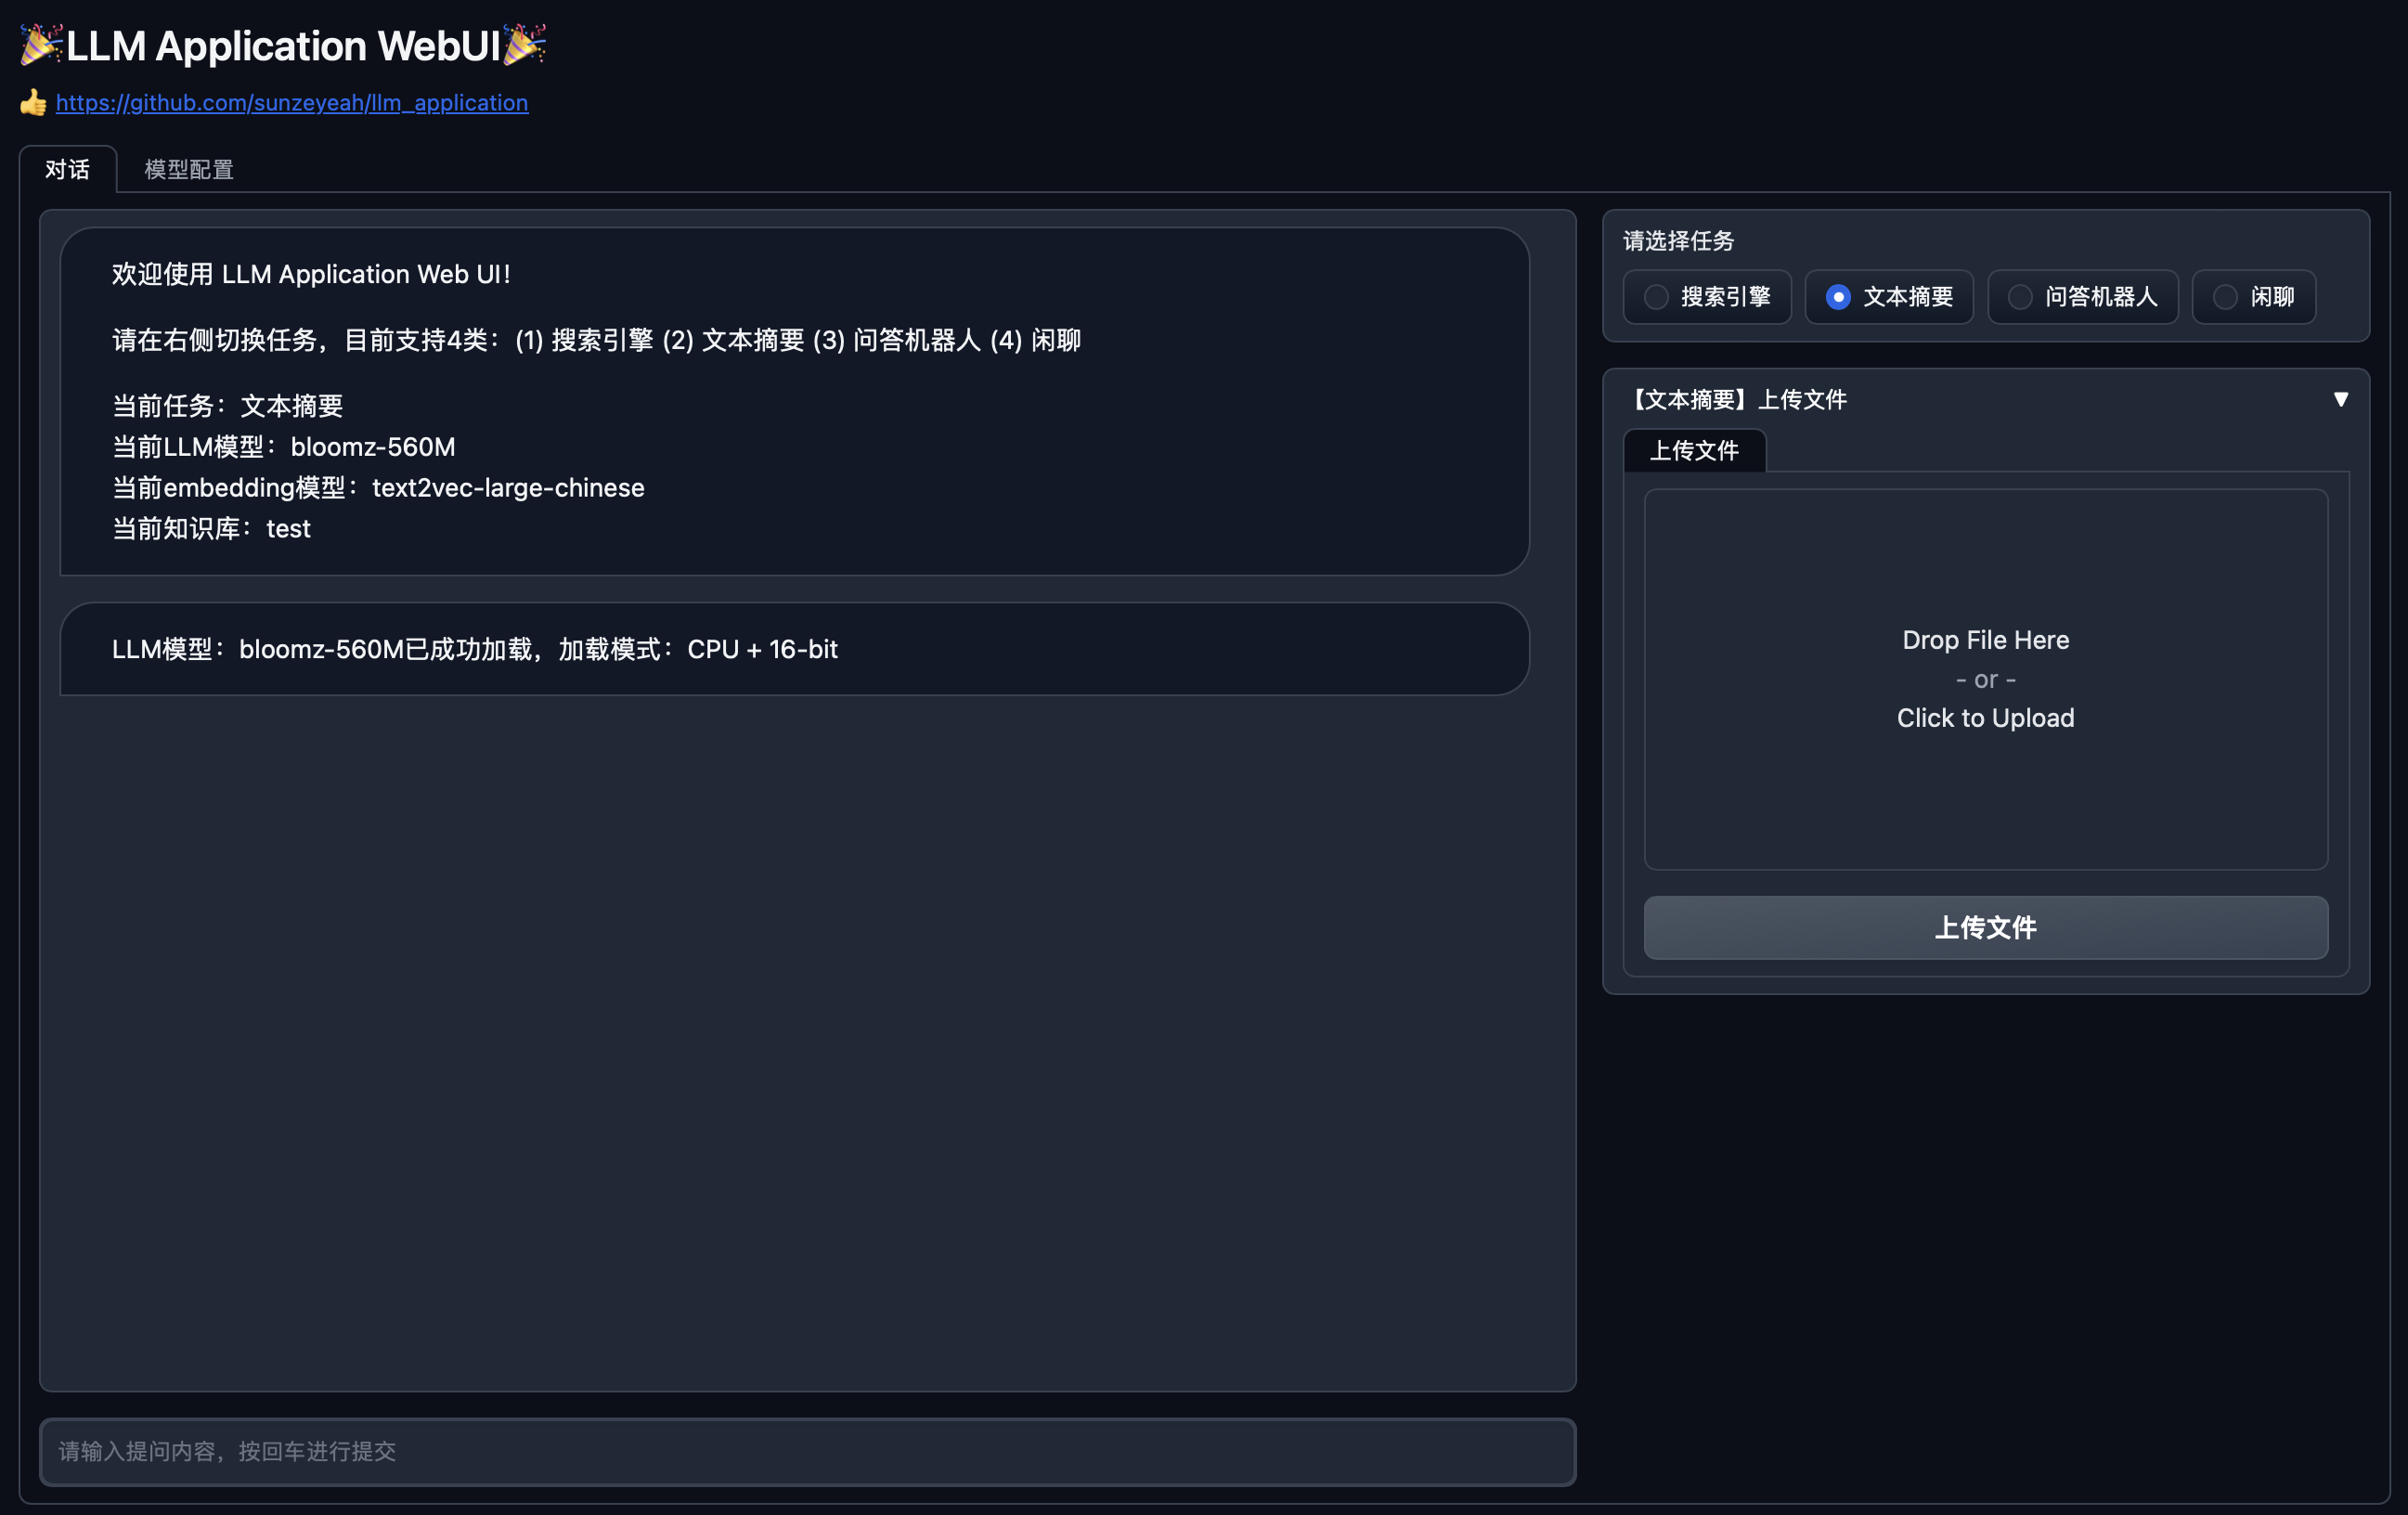 🎉LLM Application WebUI🎉
👍 https://github.com/sunzeyeah/llm_application
对话 模型配置
欢迎使用 LLM Application Web UI！
请在右侧切换任务，目前支持4类：(1) 搜索引擎 (2) 文本摘要 (3) 问答机器人 (4) 闲聊
当前任务：文本摘要
当前LLM模型：bloomz-560M
当前embedding模型：text2vec-large-chinese
当前知识库：test
LLM模型：bloomz-560M已成功加载，加载模式：CPU + 16-bit
请输入提问内容，按回车进行提交
请选择任务
搜索引擎 文本摘要 问答机器人 闲聊
【文本摘要】上传文件 ▼
上传文件
Drop File Here
- or -
Click to Upload
上传文件